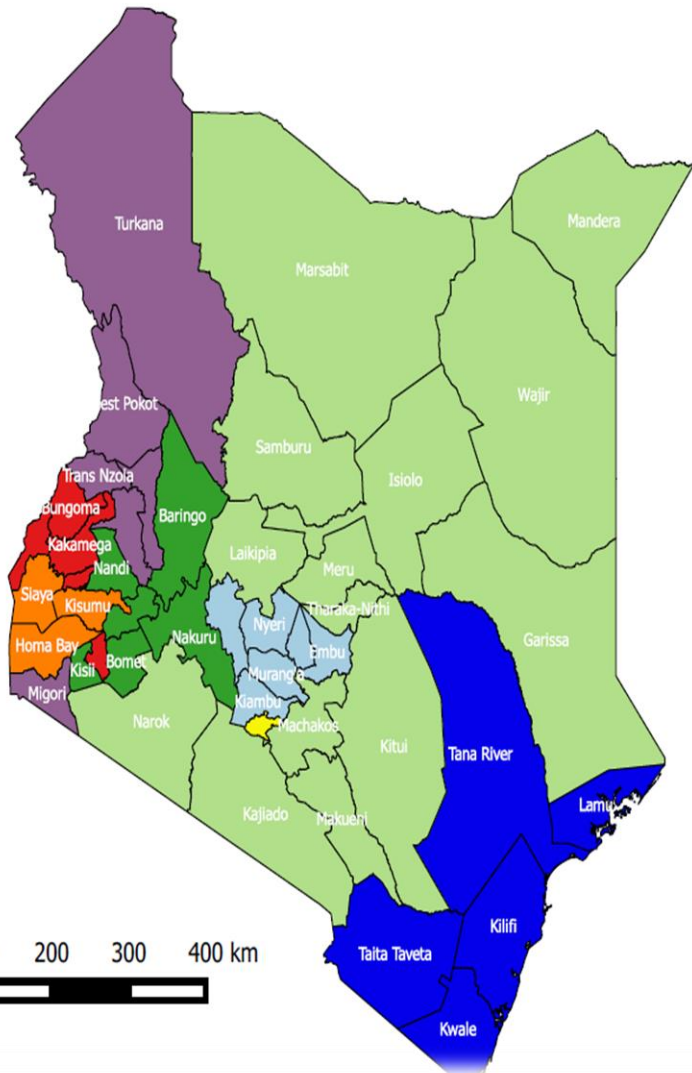 Mandera
Turkana
Marsabit
Wajir
est Pokot
Samburu
Trans Nzola
Isiolo
Bungoma
Baringo
Kakamega
Laikipia
Nandi
Meru
Siaya
Kisumu
Tharaka-Nithi
Nyeri
Garissa
Homa Bay
Nakuru
Embu
Kisii
Bomet
Murang'a
Migori
Kiambu
Narok
Machakos
Kitui
Tana River
Kajiado
Makueni
Lamu
Kilifi
Taita Taveta
200 300 400 km
Kwale